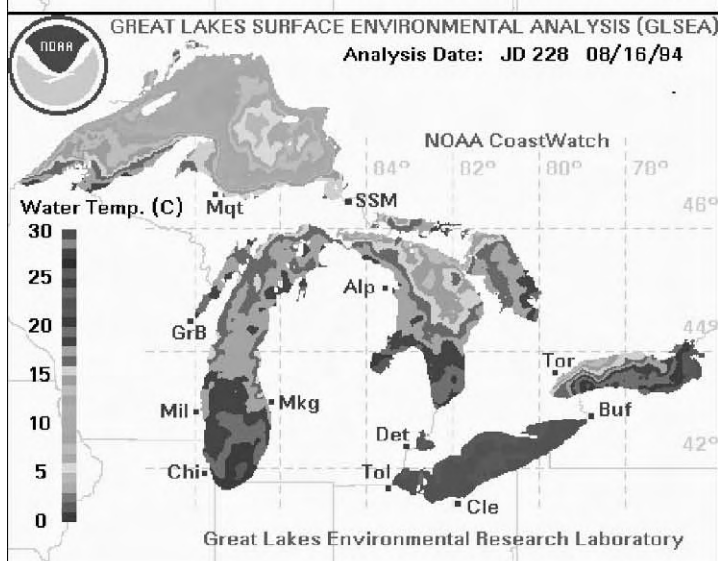 GREAT LAKES SURFACE ENVIRONMENTAL ANALYSIS (GLSEA)
NOAA
Analysis Date: JD 228 08/16/94
NOAA CoastWatch
84° 82° 80° 78°
SSM
46°
Mqt
Water Temp. (C)
30
25
20
15
10
5
0
Alp
GrB
44°
Tor
Mil
Mkg
Buf
Det
42°
Chi
Tol
Cle
Great Lakes Environmental Research Laboratory